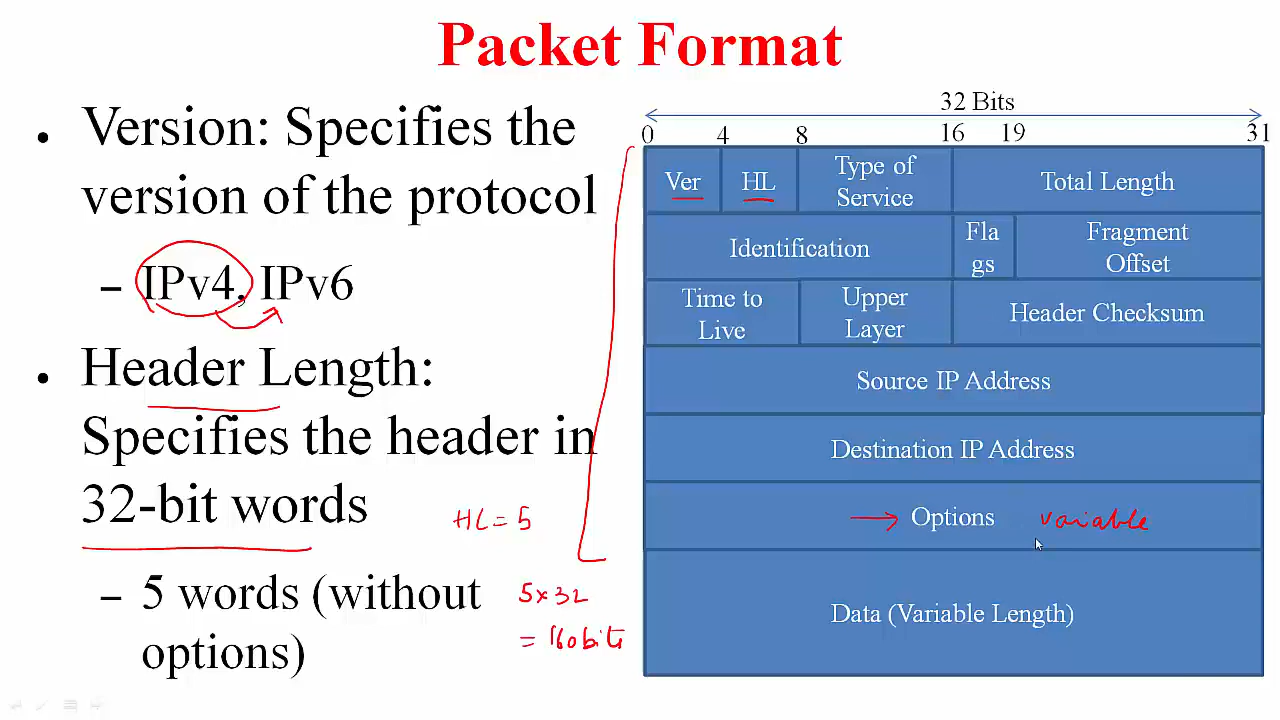 Packet Format
• Version: Specifies the
version of the protocol
– IPv4, IPv6
• Header Length:
Specifies the header in
32-bit words
HL = 5
– 5 words (without
options)
5 x 32
= 160 bits
32 Bits
0 4 8 16 19 31
Ver HL Type of Service Total Length
Identification Flags Fragment Offset
Time to Live Upper Layer Header Checksum
Source IP Address
Destination IP Address
→ Options variable
Data (Variable Length)